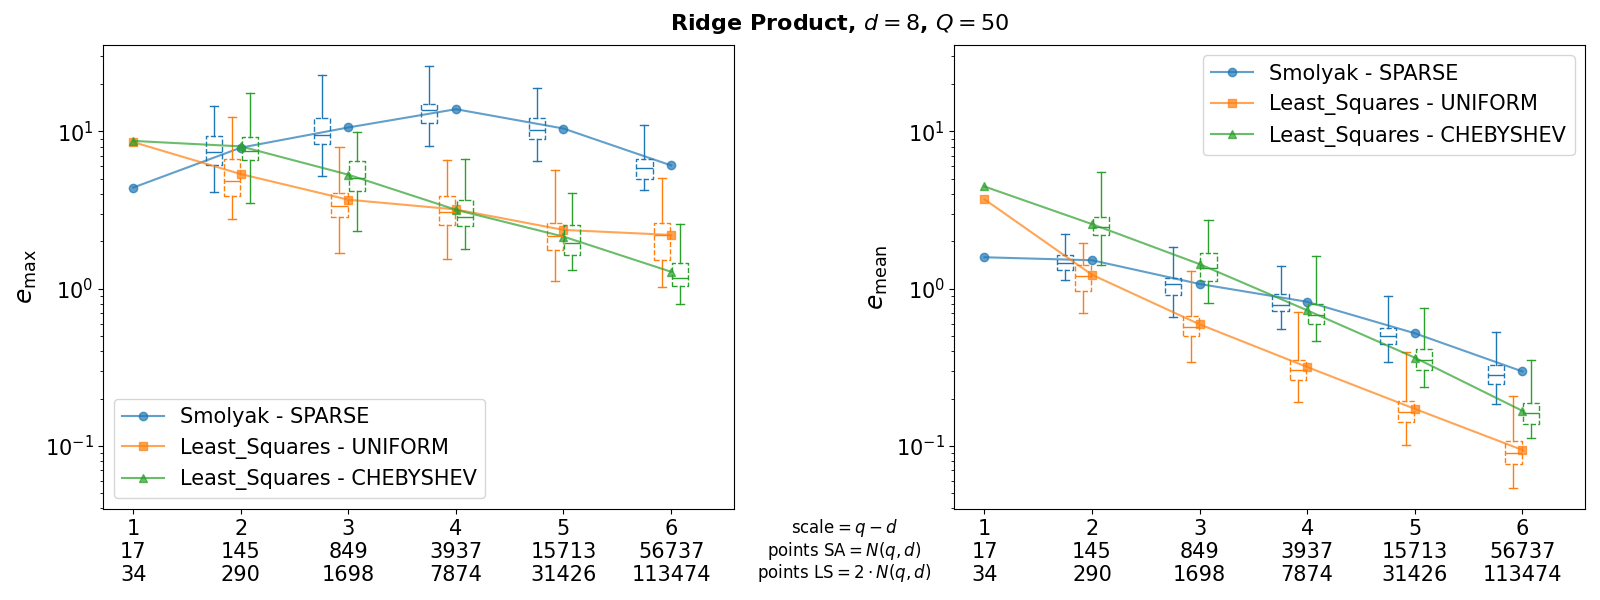 Ridge Product, d = 8, Q = 50
e_max
10^1
10^0
10^−1
Smolyak - SPARSE
Least_Squares - UNIFORM
Least_Squares - CHEBYSHEV
1 2 3 4 5 6
17 145 849 3937 15713 56737
34 290 1698 7874 31426 113474
scale = q − d
points SA = N(q, d)
points LS = 2 · N(q, d)
e_mean
10^1
10^0
10^−1
Smolyak - SPARSE
Least_Squares - UNIFORM
Least_Squares - CHEBYSHEV
1 2 3 4 5 6
17 145 849 3937 15713 56737
34 290 1698 7874 31426 113474